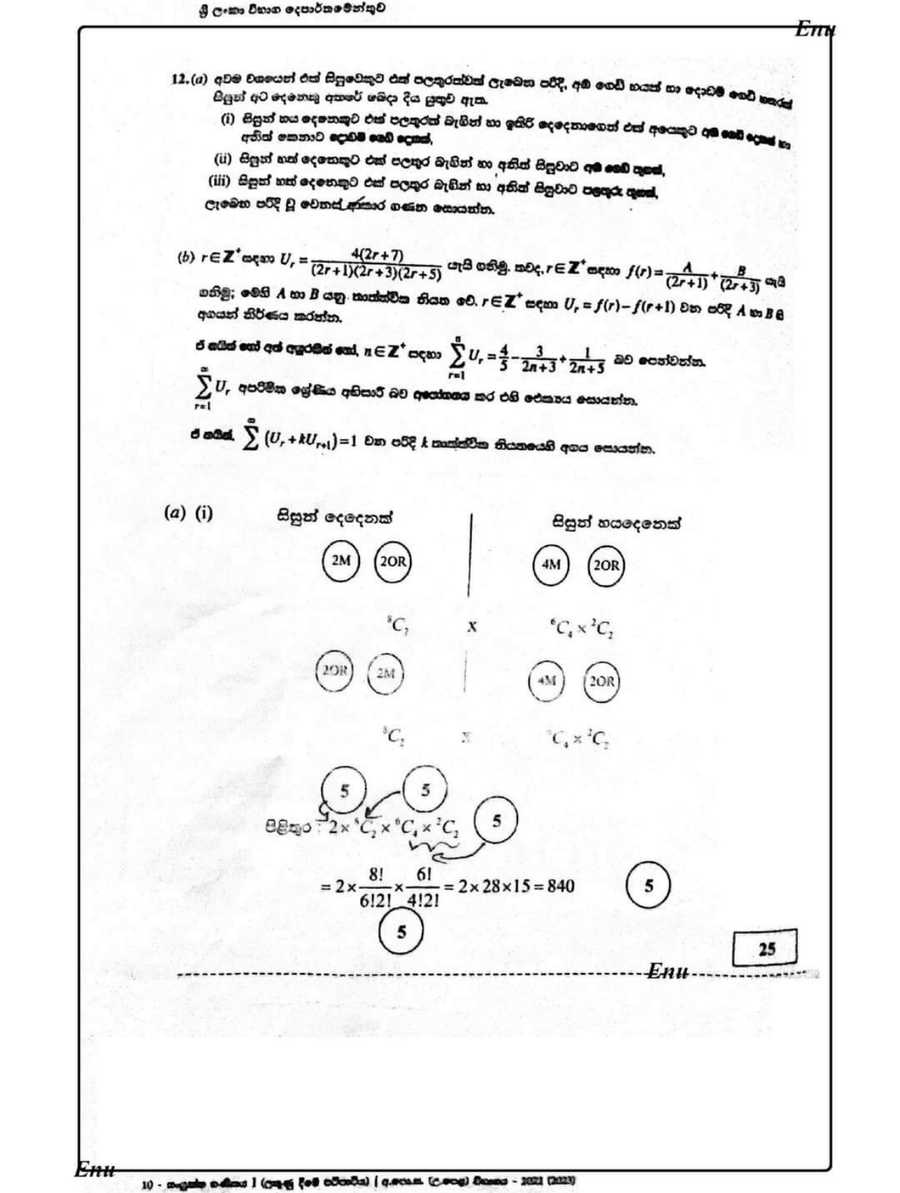 ශ්‍රී ලංකා විභාග දෙපාර්තමේන්තුව
Enu
12.(a) අවම වශයෙන් එක් සිසුවෙකුට එක් පලතුරක්වත් ලැබෙන පරිදි, අඹ ගෙඩි හයක් හා දොඩම් ගෙඩි හතරක්
සිසුන් අට දෙනෙකු අතරේ බෙදා දිය යුතුව ඇත.
(i) සිසුන් හය දෙනෙකුට එක් පලතුරක් බැගින් හා ඉතිරි දෙදෙනාගෙන් එක් අයෙකුට අඹ ගෙඩි දෙකක් හා
අනික් කෙනාට දොඩම් ගෙඩි දෙකක්,
(ii) සිසුන් හත් දෙනෙකුට එක් පලතුර බැගින් හා අනිත් සිසුවාට අඹ ගෙඩි තුනක්,
(iii) සිසුන් හත් දෙනෙකුට එක් පලතුර බැගින් හා අනිත් සිසුවාට පලතුරු තුනක්,
ලැබෙන පරිදි වූ වෙනස් ආකාර ගණන සොයන්න.
(b) r∈ℤ⁺ සඳහා U_r = 4(2r+7)/((2r+1)(2r+3)(2r+5)) යැයි ගනිමු. තවද, r∈ℤ⁺ සඳහා f(r) = A/(2r+1) + B/(2r+3) යැයි
ගනිමු; මෙහි A හා B යනු තාත්ත්වික නියත වේ. r∈ℤ⁺ සඳහා U_r = f(r) – f(r+1) වන පරිදි A හා B හි
අගයන් නිර්ණය කරන්න.
ඒ නයින් හෝ අන් අයුරකින් හෝ, n∈ℤ⁺ සඳහා ∑_{r=1}^{n} U_r = 4/5 – 3/(2n+3) + 1/(2n+5) බව පෙන්වන්න.
∑_{r=1}^{∞} U_r අපරිමිත ශ්‍රේණිය අභිසාරී බව අපෝහනය කර එහි ඓක්‍යය සොයන්න.
ඒ නයින්, ∑_{r=1}^{∞} (U_r + kU_{r+1}) = 1 වන පරිදි k තාත්ත්වික නියතයෙහි අගය සොයන්න.
(a) (i) සිසුන් දෙදෙනක් සිසුන් හයදෙනෙක්
2M 2OR 4M 2OR
⁸C₂ x ⁶C₄ × ²C₂
2OR 2M 4M 2OR
⁸C₂ x ⁶C₄ × ²C₂
5 5
පිළිතුර : 2 × ⁸C₂ × ⁶C₄ × ²C₂ 5
= 2 × 8!/(6!2!) × 6!/(4!2!) = 2 × 28 × 15 = 840 5
5
25
Enu
Enu
10 - සංයුක්ත ගණිතය I (ලකුණු දීමේ පටිපාටිය) | අ.පො.ස. (උ.පෙළ) විභාගය - 2022 (2023)